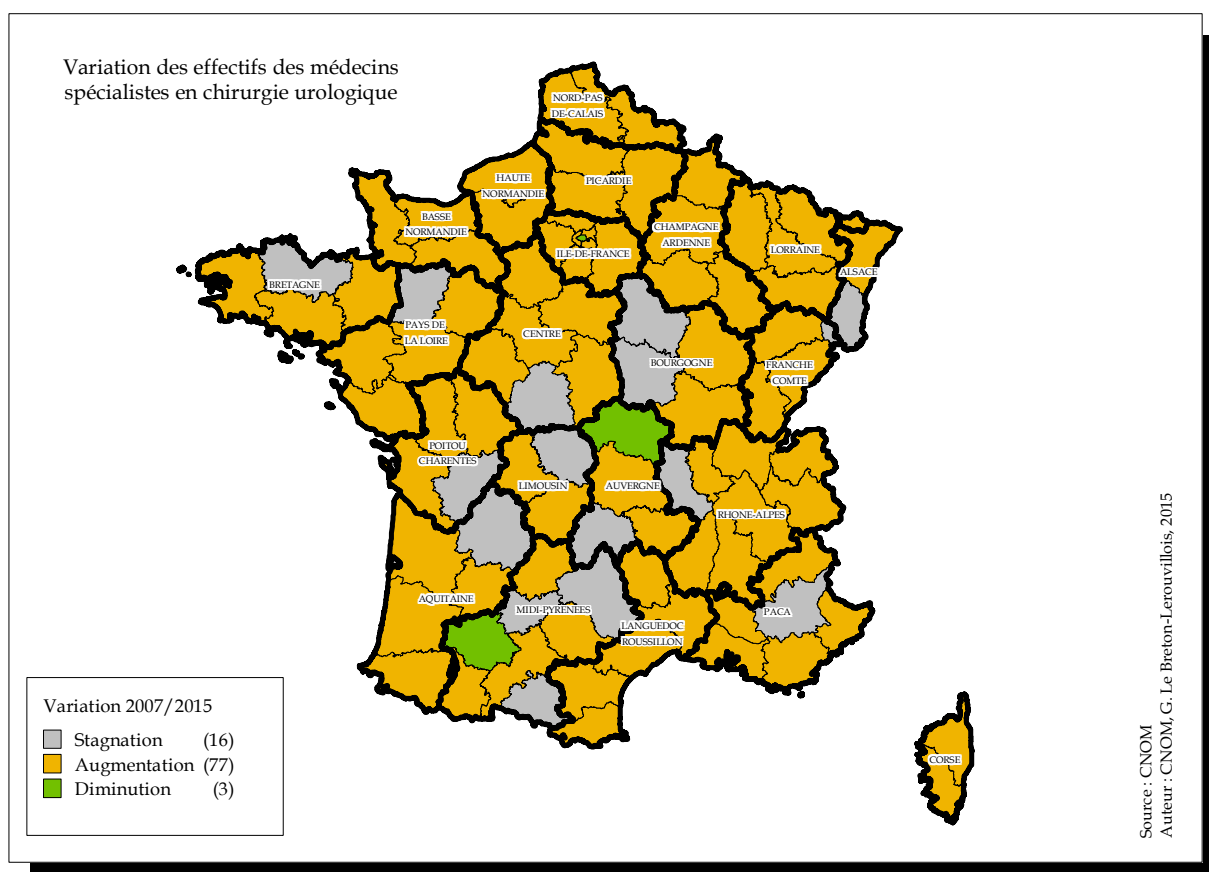 Variation des effectifs des médecins
spécialistes en chirurgie urologique
NORD-PAS
DE-CALAIS
HAUTE
NORMANDIE
PICARDIE
BASSE
NORMANDIE
ILE-DE-FRANCE
CHAMPAGNE
ARDENNE
LORRAINE
ALSACE
BRETAGNE
PAYS DE
LA LOIRE
CENTRE
BOURGOGNE
FRANCHE
COMTE
POITOU
CHARENTES
LIMOUSIN
AUVERGNE
RHONE-ALPES
AQUITAINE
MIDI-PYRENEES
LANGUEDOC
ROUSSILLON
PACA
CORSE
Variation 2007/2015
Stagnation (16)
Augmentation (77)
Diminution (3)
Source : CNOM
Auteur : CNOM, G. Le Breton-Lerouvillois, 2015